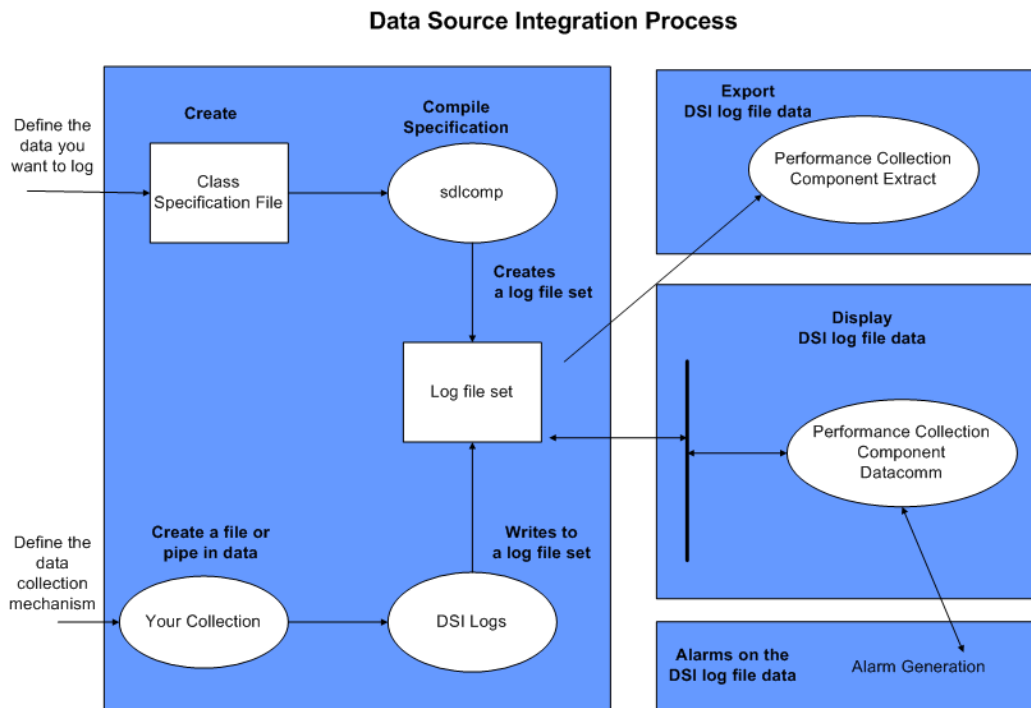 Data Source Integration Process
Define the
data you
want to log
Create
Class
Specification File
Compile
Specification
sdlcomp
Creates
a log file set
Log file set
Define the
data
collection
mechanism
Create a file or
pipe in data
Your Collection
Writes to
a log file set
DSI Logs
Export
DSI log file data
Performance Collection
Component Extract
Display
DSI log file data
Performance Collection
Component
Datacomm
Alarms on the
DSI log file data
Alarm Generation